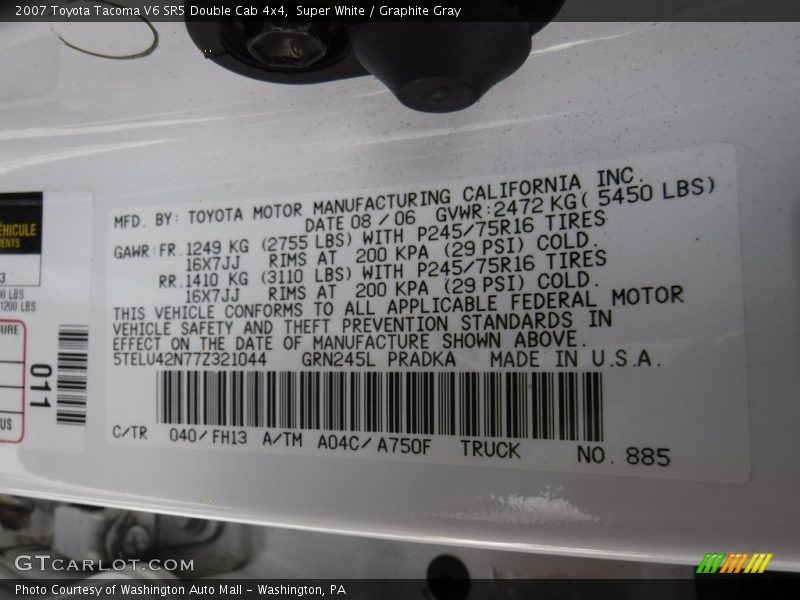 2007 Toyota Tacoma V6 SR5 Double Cab 4x4, Super White / Graphite Gray
MFD. BY: TOYOTA MOTOR MANUFACTURING CALIFORNIA INC.
DATE 08 / 06 GVWR:2472 KG( 5450 LBS)
GAWR:FR.1249 KG (2755 LBS) WITH P245/75R16 TIRES
16X7JJ RIMS AT 200 KPA (29 PSI) COLD.
RR.1410 KG (3110 LBS) WITH P245/75R16 TIRES
16X7JJ RIMS AT 200 KPA (29 PSI) COLD.
THIS VEHICLE CONFORMS TO ALL APPLICABLE FEDERAL MOTOR
VEHICLE SAFETY AND THEFT PREVENTION STANDARDS IN
EFFECT ON THE DATE OF MANUFACTURE SHOWN ABOVE.
5TELU42N77Z321044 GRN245L PRADKA MADE IN U.S.A.
C/TR 040/FH13 A/TM A04C/A750F TRUCK NO. 885
011
GTCARLOT.COM
Photo Courtesy of Washington Auto Mall - Washington, PA